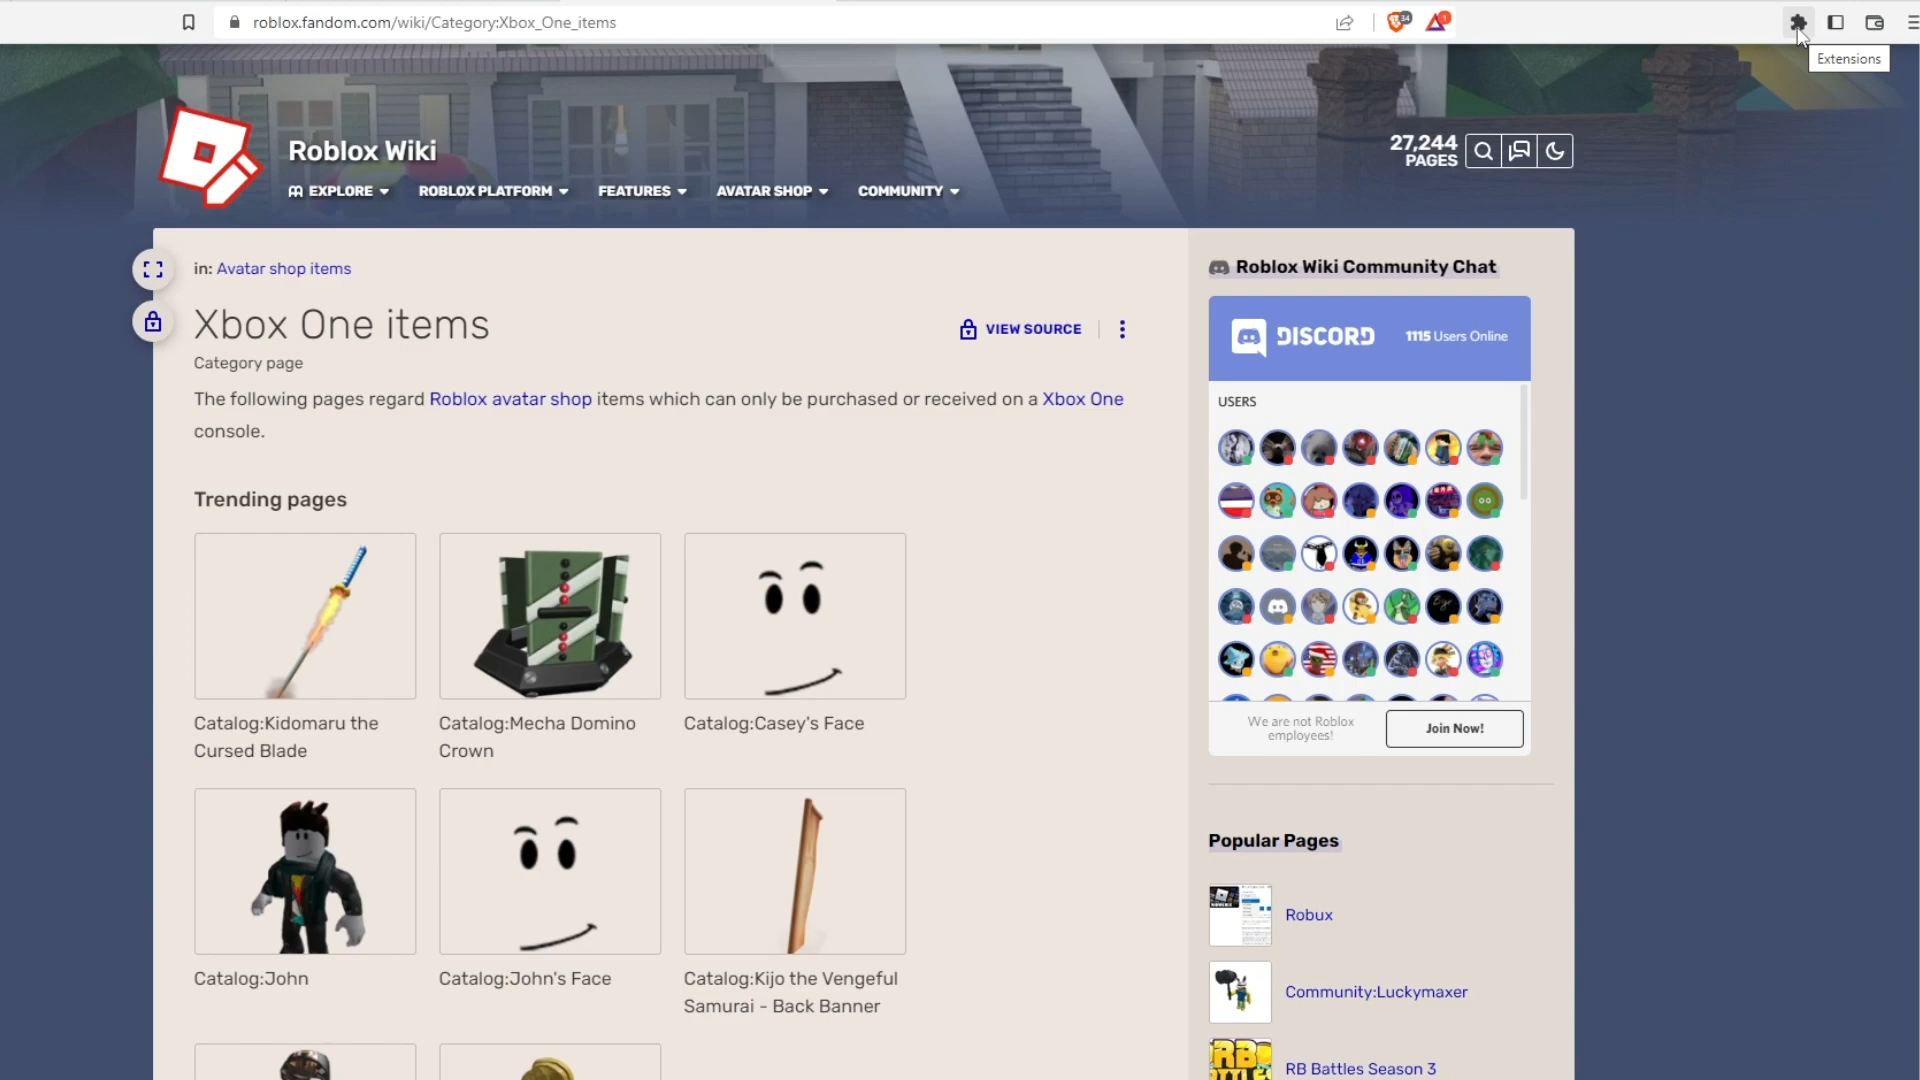 roblox.fandom.com/wiki/Category:Xbox_One_items
34
1
Extensions
Roblox Wiki
27,244
PAGES
EXPLORE
ROBLOX PLATFORM
FEATURES
AVATAR SHOP
COMMUNITY
in: Avatar shop items
Xbox One items
VIEW SOURCE
Category page
The following pages regard Roblox avatar shop items which can only be purchased or received on a Xbox One
console.
Trending pages
Catalog:Kidomaru the
Cursed Blade
Catalog:Mecha Domino
Crown
Catalog:Casey's Face
Catalog:John
Catalog:John's Face
Catalog:Kijo the Vengeful
Samurai - Back Banner
Roblox Wiki Community Chat
DISCORD
1115 Users Online
USERS
We are not Roblox
employees!
Join Now!
Popular Pages
Robux
Community:Luckymaxer
RB Battles Season 3